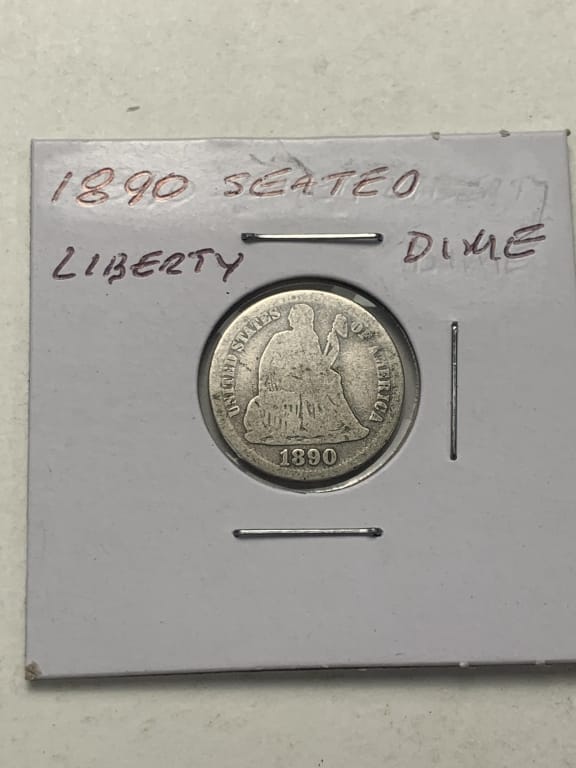 1890 SEATED
LIBERTY DIME
UNITED STATES OF AMERICA
1890